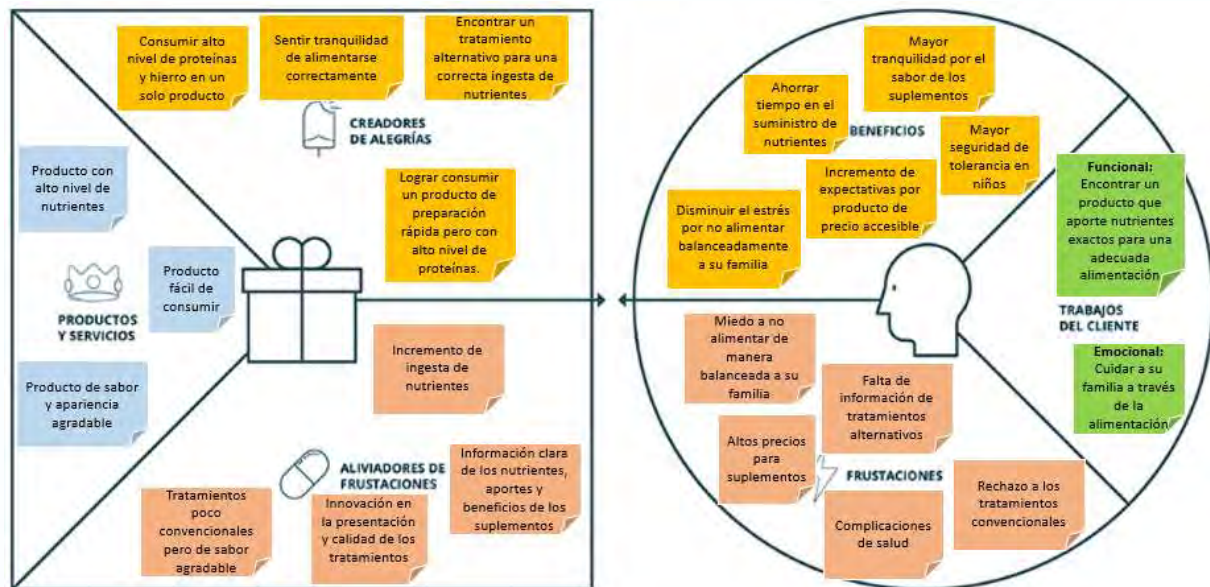 Consumir alto
nivel de proteínas
y hierro en un
solo producto
Sentir tranquilidad
de alimentarse
correctamente
Encontrar un
tratamiento
alternativo para una
correcta ingesta de
nutrientes
CREADORES
DE ALEGRÍAS
Lograr consumir
un producto de
preparación
rápida pero con
alto nivel de
proteínas.
Producto con
alto nivel de
nutrientes
Producto
fácil de
consumir
PRODUCTOS
Y SERVICIOS
Producto de sabor
y apariencia
agradable
Incremento de
ingesta de
nutrientes
ALIVIADORES DE
FRUSTACIONES
Tratamientos
poco
convencionales
pero de sabor
agradable
Innovación en
la presentación
y calidad de los
tratamientos
Información clara
de los nutrientes,
aportes y
beneficios de los
suplementos
Mayor
tranquilidad por el
sabor de los
suplementos
Ahorrar
tiempo en el
suministro de
nutrientes
BENEFICIOS
Mayor
seguridad de
tolerancia en
niños
Incremento de
expectativas por
producto de
precio accesible
Disminuir el estrés
por no alimentar
balanceadamente
a su familia
Funcional:
Encontrar un
producto que
aporte nutrientes
exactos para una
adecuada
alimentación
TRABAJOS
DEL CLIENTE
Emocional:
Cuidar a su
familia a través
de la
alimentación
Miedo a no
alimentar de
manera
balanceada a su
familia
Falta de
información de
tratamientos
alternativos
Altos precios
para
suplementos
FRUSTACIONES
Complicaciones
de salud
Rechazo a los
tratamientos
convencionales